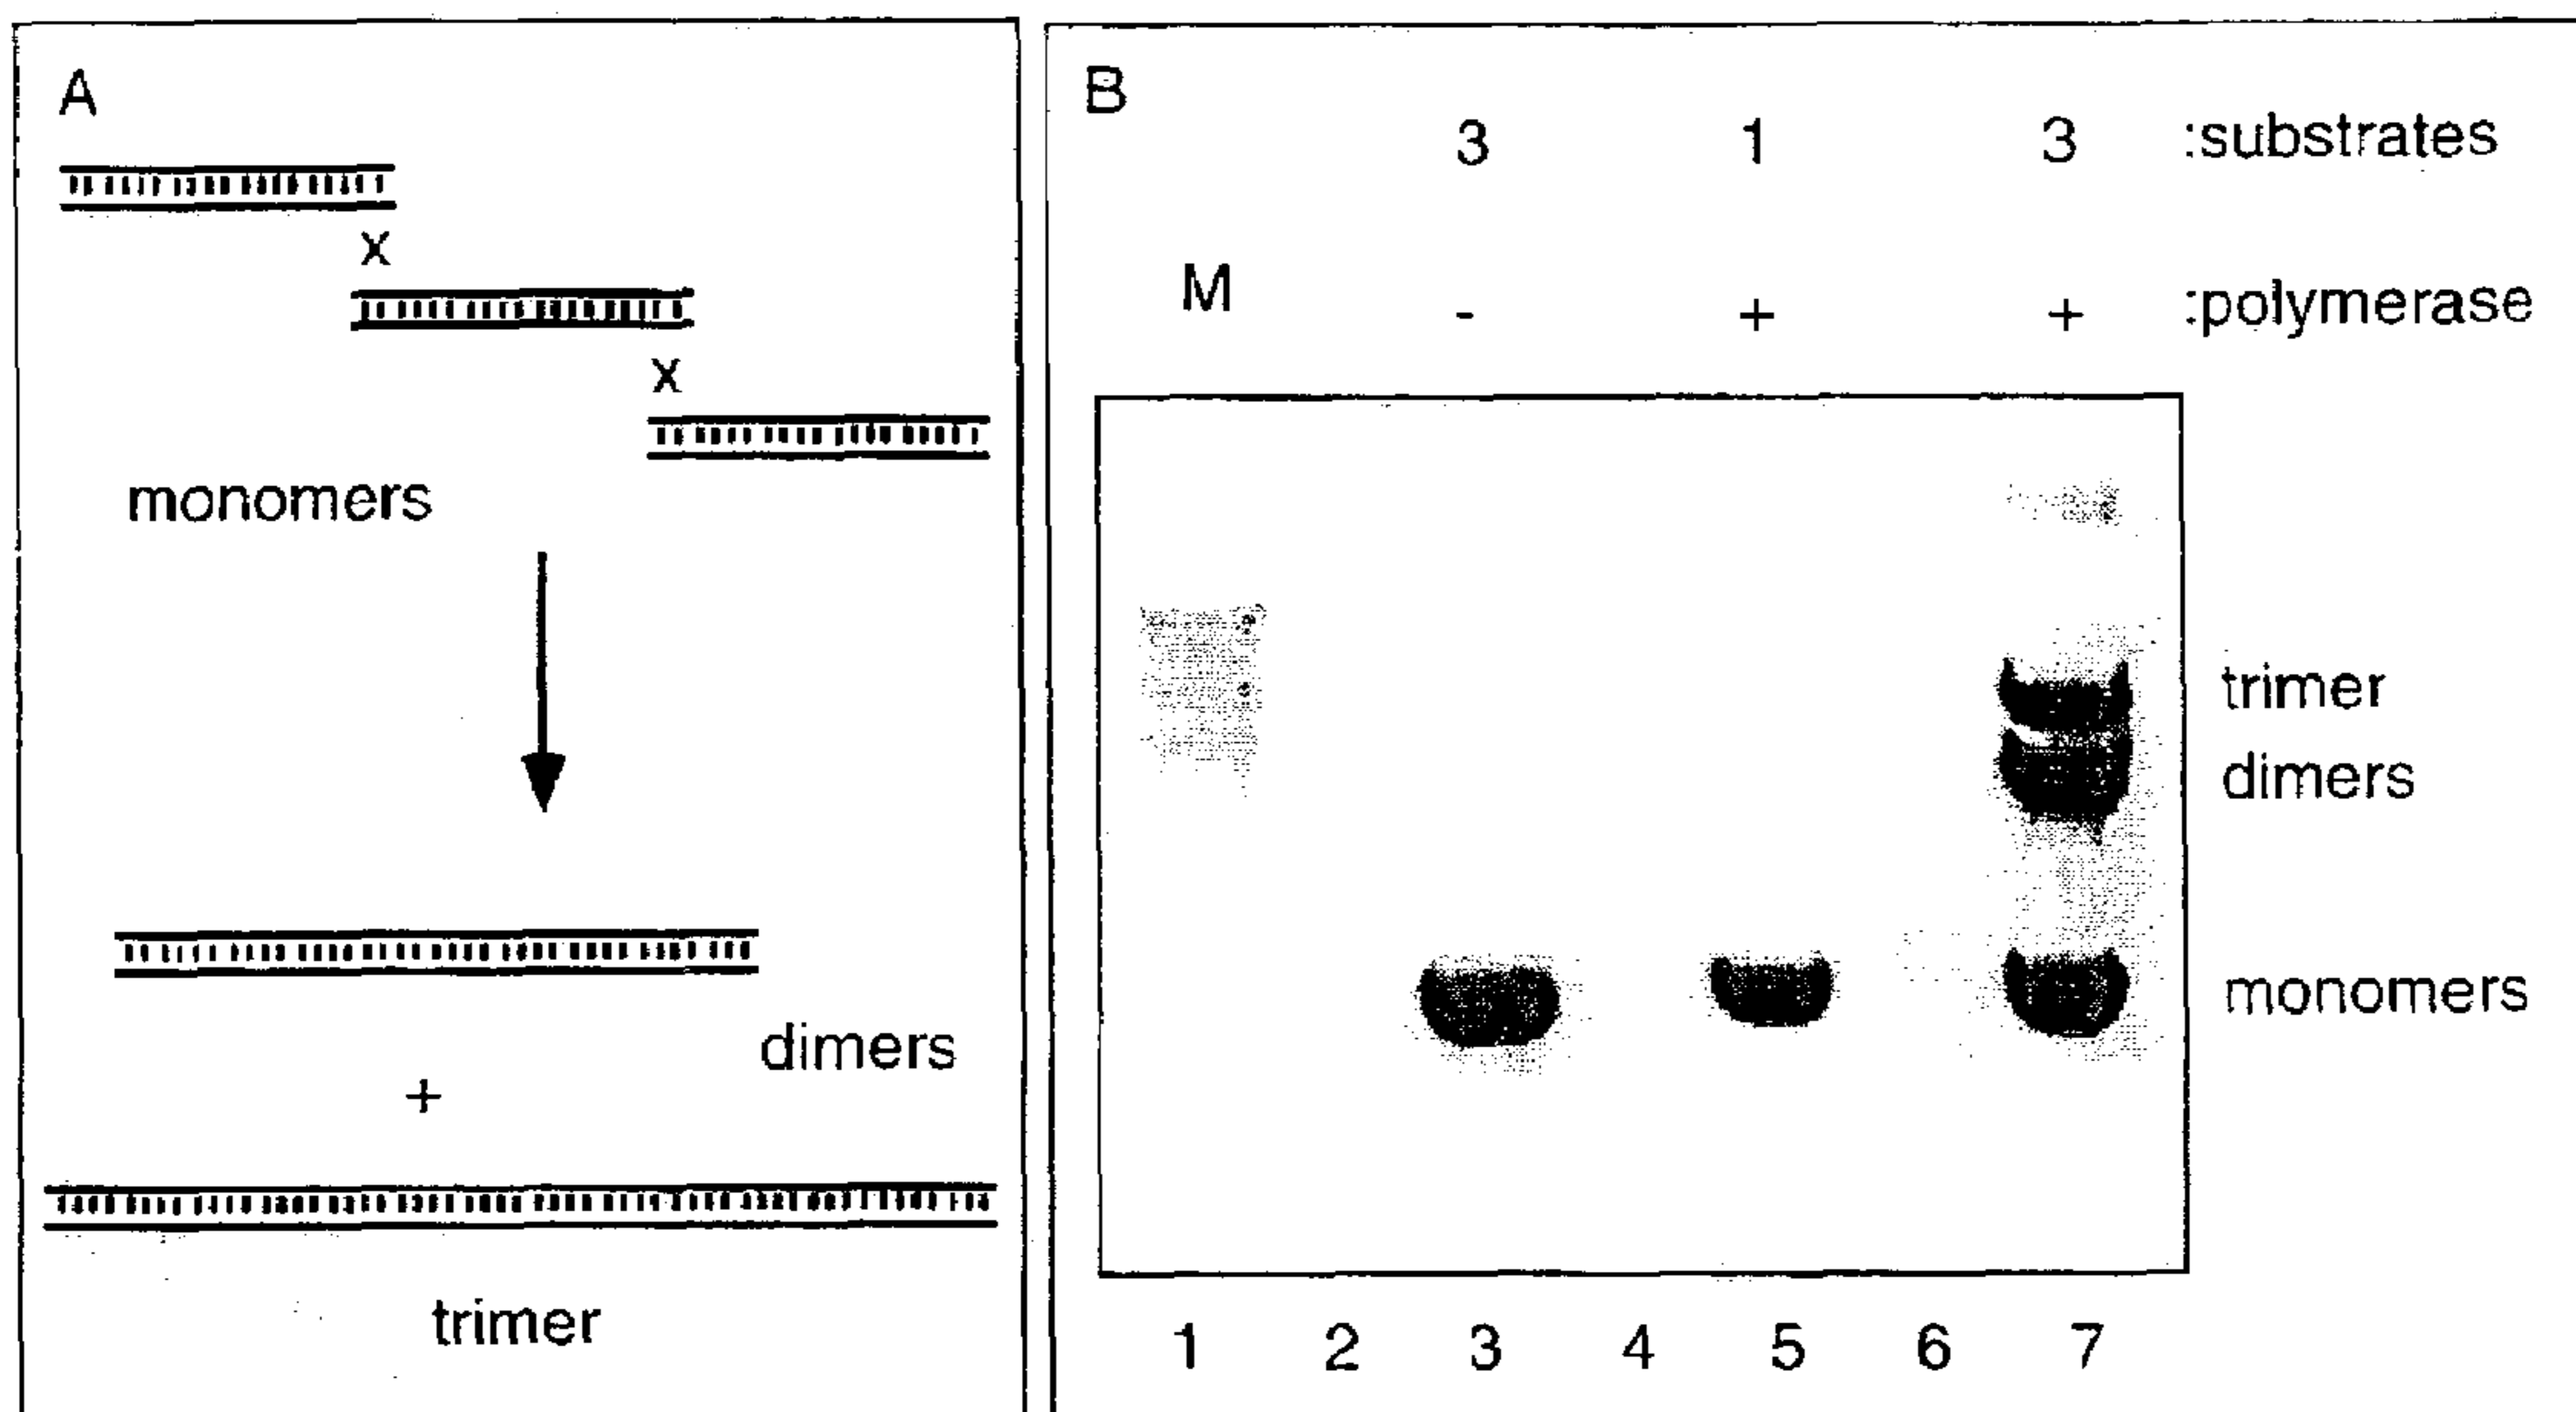 A
x
x
monomers
dimers
+
trimer
B
3 1 3 :substrates
M - + + :polymerase
trimer
dimers
monomers
1 2 3 4 5 6 7